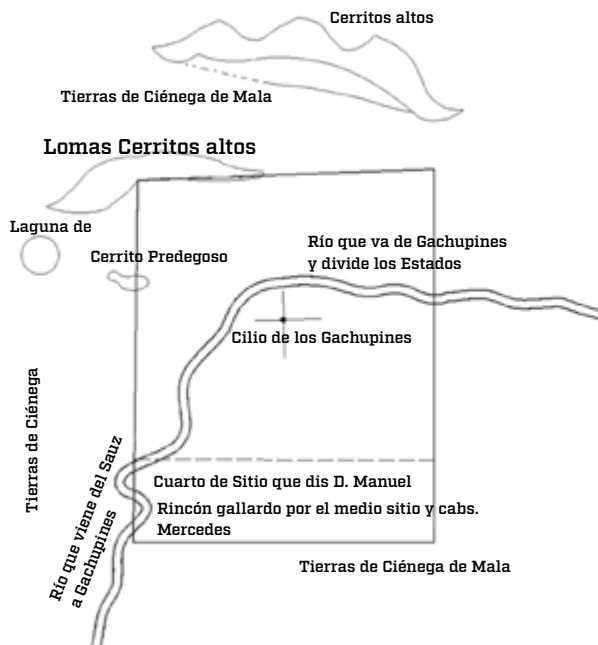 Cerritos altos
Tierras de Ciénega de Mala
Lomas Cerritos altos
Laguna de
Cerrito Predegoso
Río que va de Gachupines
y divide los Estados
Cilio de los Gachupines
Tierras de Ciénega
Río que viene del Sauz
a Gachupines
Cuarto de Sitio que dis D. Manuel
Rincón gallardo por el medio sitio y cabs.
Mercedes
Tierras de Ciénega de Mala